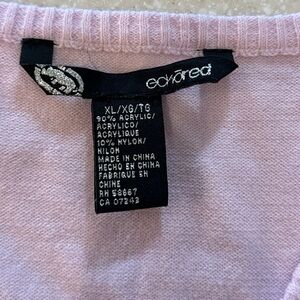 eckored
XL/XG/TG
90% ACRYLIC/
ACRYLICO/
ACRYLIQUE
10% NYLON/
NILON
MADE IN CHINA
HECHO EN CHINA
FABRIQUE EN
CHINE
RN 58667
CA 07243